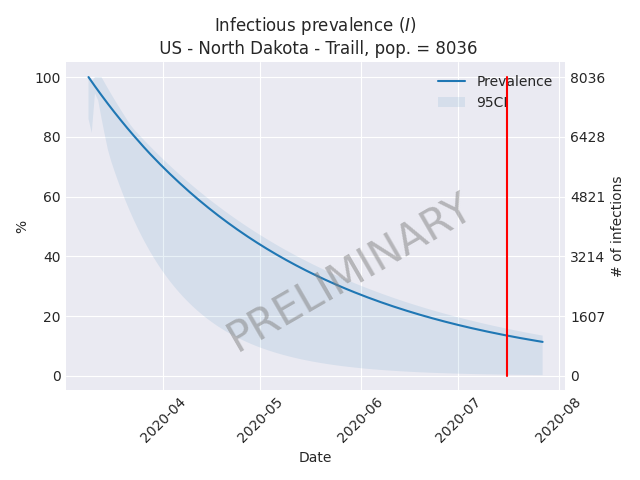 Infectious prevalence (I)
US - North Dakota - Traill, pop. = 8036
100
80
60
40
20
0
%
8036
6428
4821
3214
1607
0
# of infections
Prevalence
95CI
PRELIMINARY
2020-04
2020-05
2020-06
2020-07
2020-08
Date